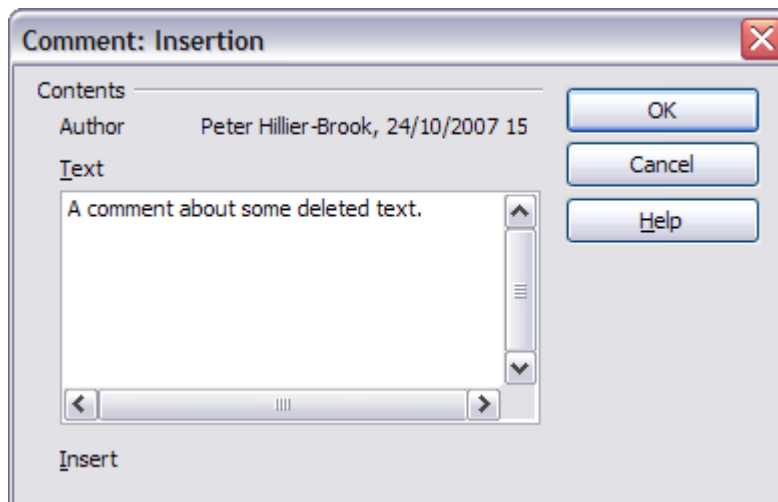 Comment: Insertion
Contents
Author Peter Hillier-Brook, 24/10/2007 15
Text
A comment about some deleted text.
Insert
OK
Cancel
Help